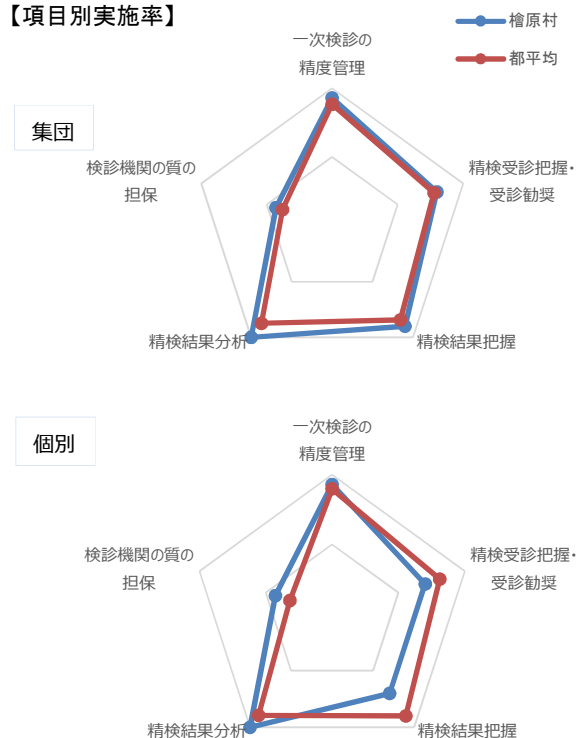 【項目別実施率】
檜原村
都平均
集団
一次検診の
精度管理
精検受診把握・
受診勧奨
精検結果把握
精検結果分析
検診機関の質の
担保
個別
一次検診の
精度管理
精検受診把握・
受診勧奨
精検結果把握
精検結果分析
検診機関の質の
担保